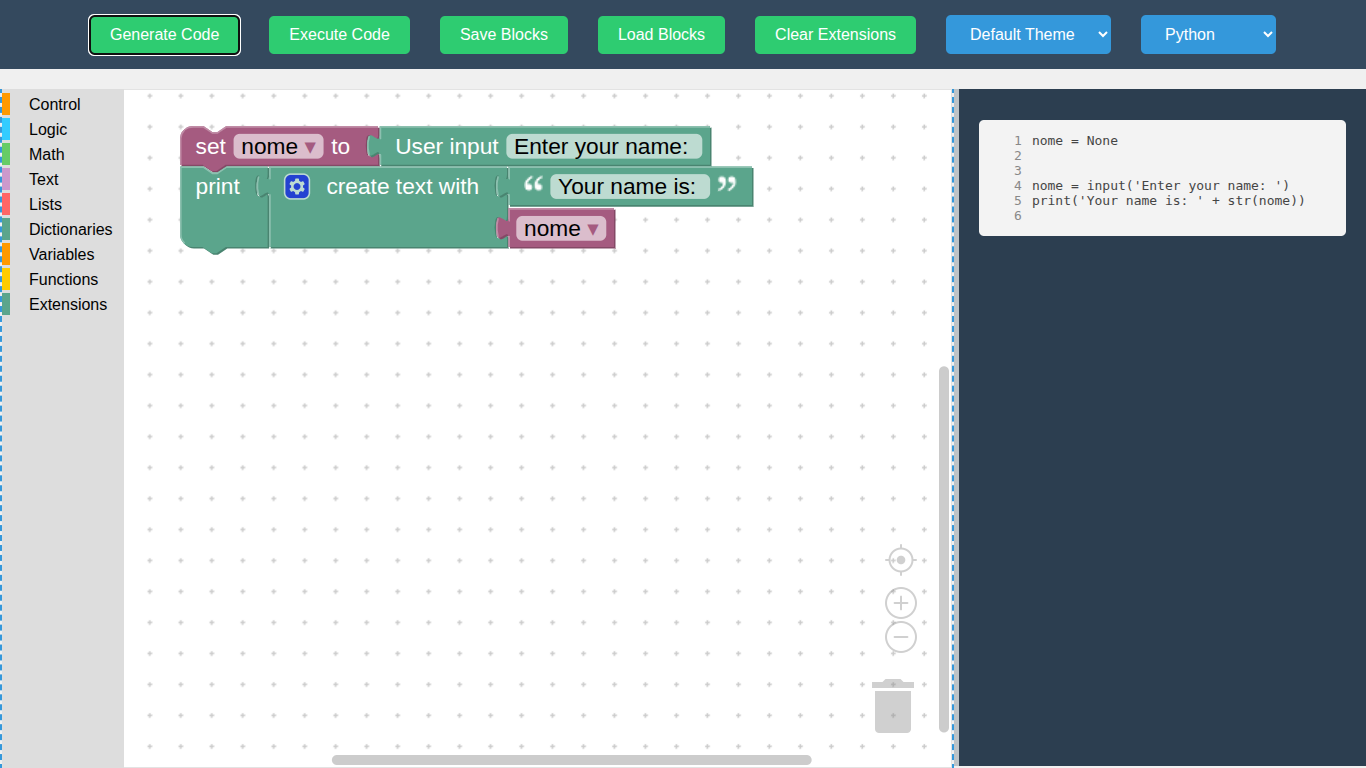 Generate Code Execute Code Save Blocks Load Blocks Clear Extensions Default Theme Python
Control
Logic
Math
Text
Lists
Dictionaries
Variables
Functions
Extensions
set nome ▾ to User input Enter your name:
print create text with “ Your name is: ”
nome ▾
1 nome = None
2
3
4 nome = input('Enter your name: ')
5 print('Your name is: ' + str(nome))
6